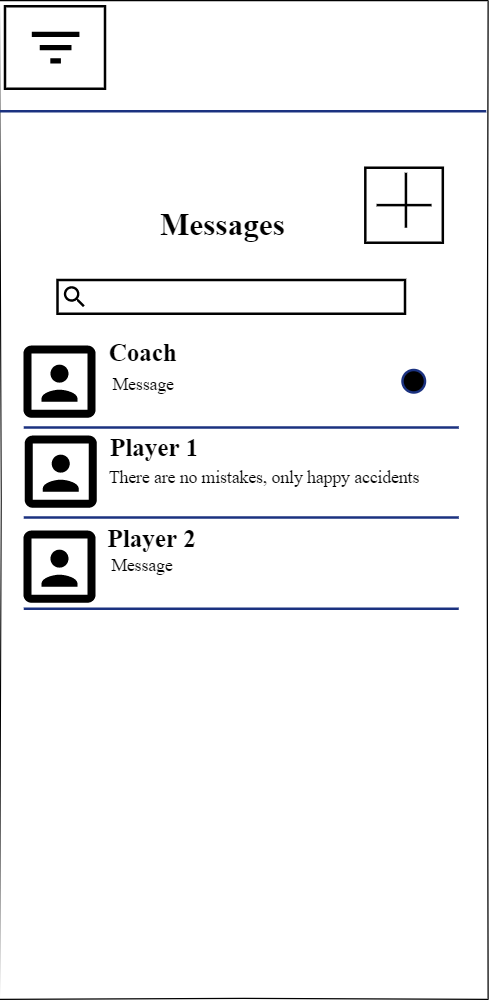 Messages
Coach
Message
Player 1
There are no mistakes, only happy accidents
Player 2
Message